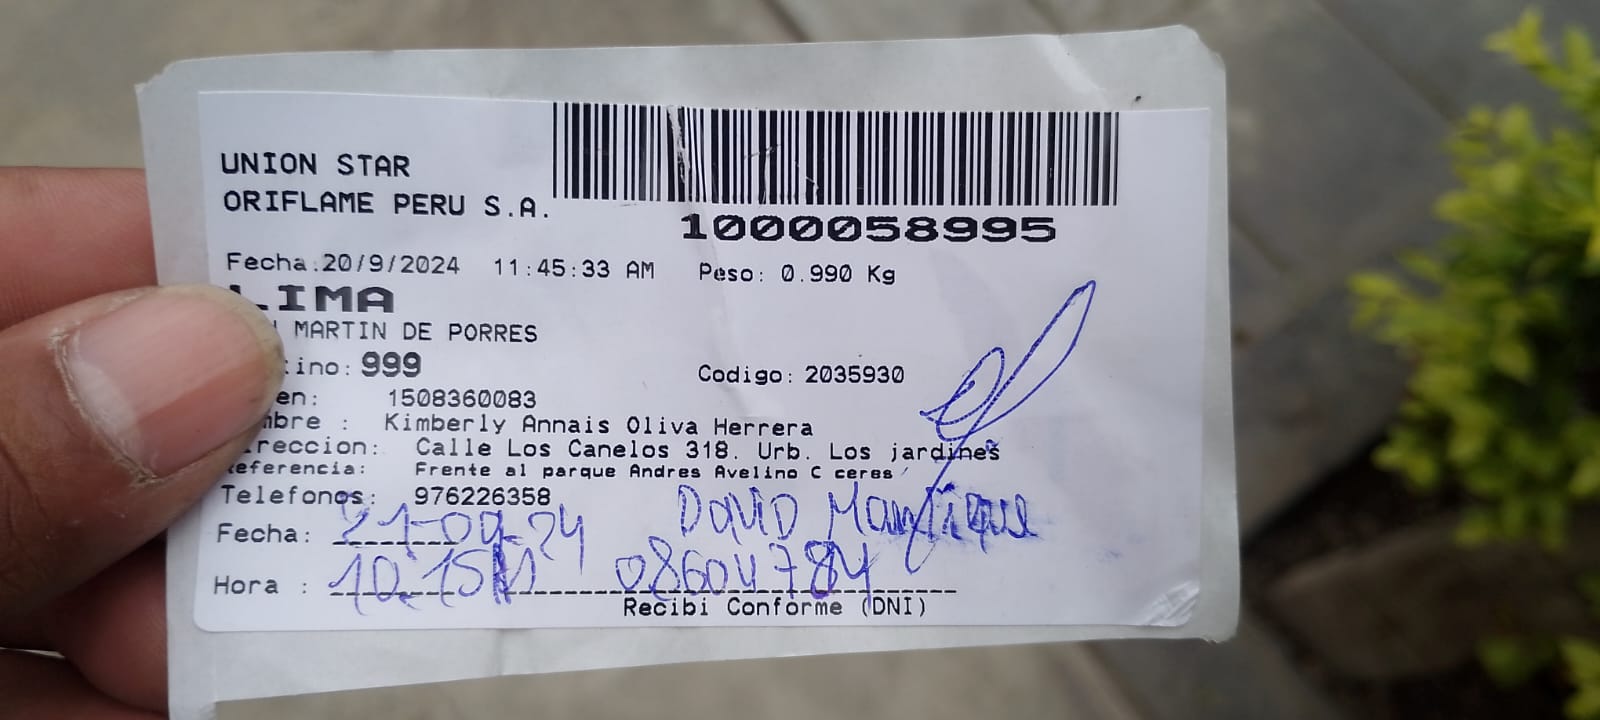 UNION STAR
ORIFLAME PERU S.A.
1000058995
Fecha:20/9/2024 11:45:33 AM Peso: 0.990 Kg
LIMA
MARTIN DE PORRES
ino: 999 Codigo: 2035930
en: 1508360083
mbre : Kimberly Annais Oliva Herrera
reccion: Calle Los Canelos 318. Urb. Los jardines
eferencia: Frente al parque Andres Avelino C ceres
Telefonos: 976226358
David Manrique
Fecha: 21-09-24
Hora : 10:15 08604784
Recibi Conforme (DNI)